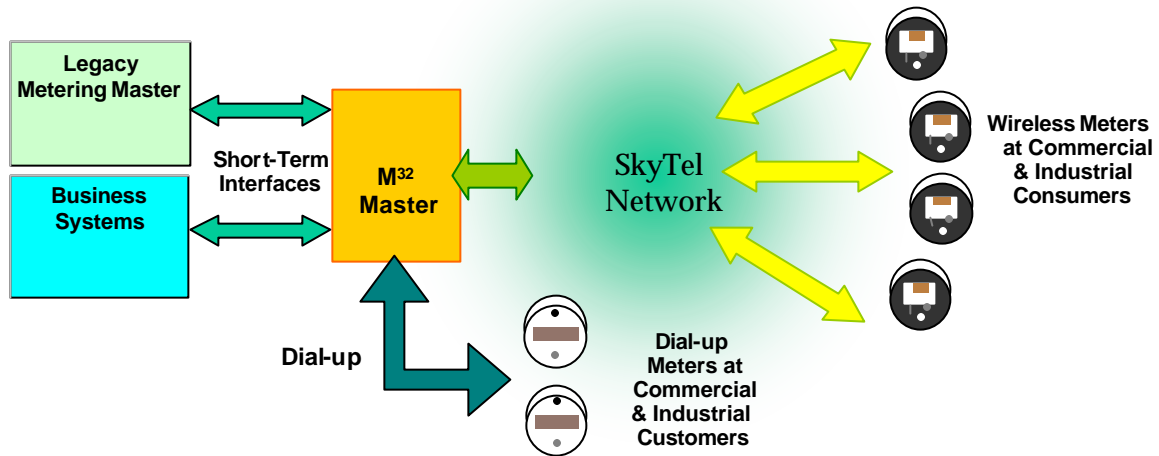 Legacy
Metering Master
Business
Systems
Short-Term
Interfaces
M³²
Master
SkyTel
Network
Wireless Meters
at Commercial
& Industrial
Consumers
Dial-up
Dial-up
Meters at
Commercial
& Industrial
Customers